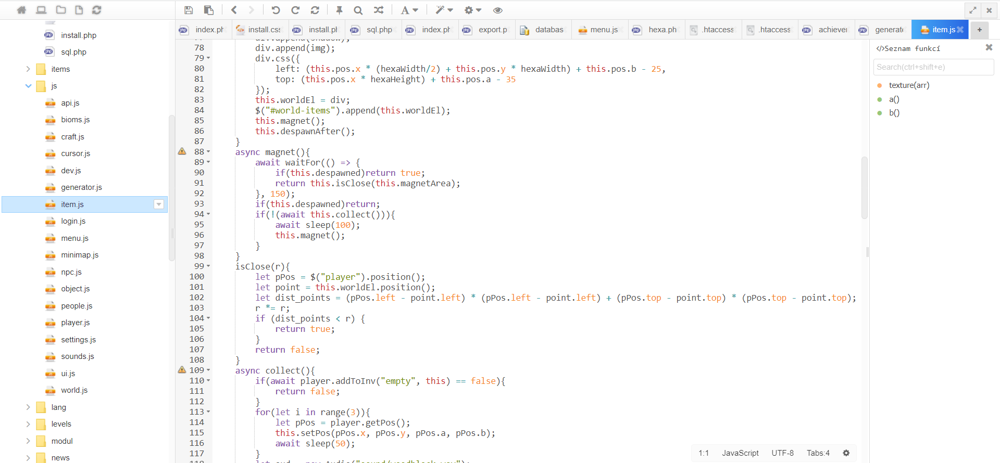 index.ph
install.css
install.ph
sql.php
index.ph
export.p
databas
menu.js
hexa.ph
.htaccess
.htaccess
achieve
generat
item.js
+
install.php
sql.php
items
js
api.js
bioms.js
craft.js
cursor.js
dev.js
generator.js
item.js
login.js
menu.js
minimap.js
npc.js
object.js
people.js
player.js
settings.js
sounds.js
ui.js
world.js
lang
levels
modul
news
div.append(shadow);
78 div.append(img);
79 div.css({
80 left: (this.pos.x * (hexaWidth/2) + this.pos.y * hexaWidth) + this.pos.b - 25,
81 top: (this.pos.x * hexaHeight) + this.pos.a - 35
82 });
83 this.worldEl = div;
84 $("#world-items").append(this.worldEl);
85 this.magnet();
86 this.despawnAfter();
87 }
88 async magnet(){
89 await waitFor(() => {
90 if(this.despawned)return true;
91 return this.isClose(this.magnetArea);
92 }, 150);
93 if(this.despawned)return;
94 if(!(await this.collect())){
95 await sleep(100);
96 this.magnet();
97 }
98 }
99 isClose(r){
100 let pPos = $("player").position();
101 let point = this.worldEl.position();
102 let dist_points = (pPos.left - point.left) * (pPos.left - point.left) + (pPos.top - point.top) * (pPos.top - point.top);
103 r *= r;
104 if (dist_points < r) {
105 return true;
106 }
107 return false;
108 }
109 async collect(){
110 if(await player.addToInv("empty", this) == false){
111 return false;
112 }
113 for(let i in range(3)){
114 let pPos = player.getPos();
115 this.setPos(pPos.x, pPos.y, pPos.a, pPos.b);
116 await sleep(50);
117 }
</>Seznam funkcí
Search(ctrl+shift+e)
texture(arr)
a()
b()
1:1 JavaScript UTF-8 Tabs:4